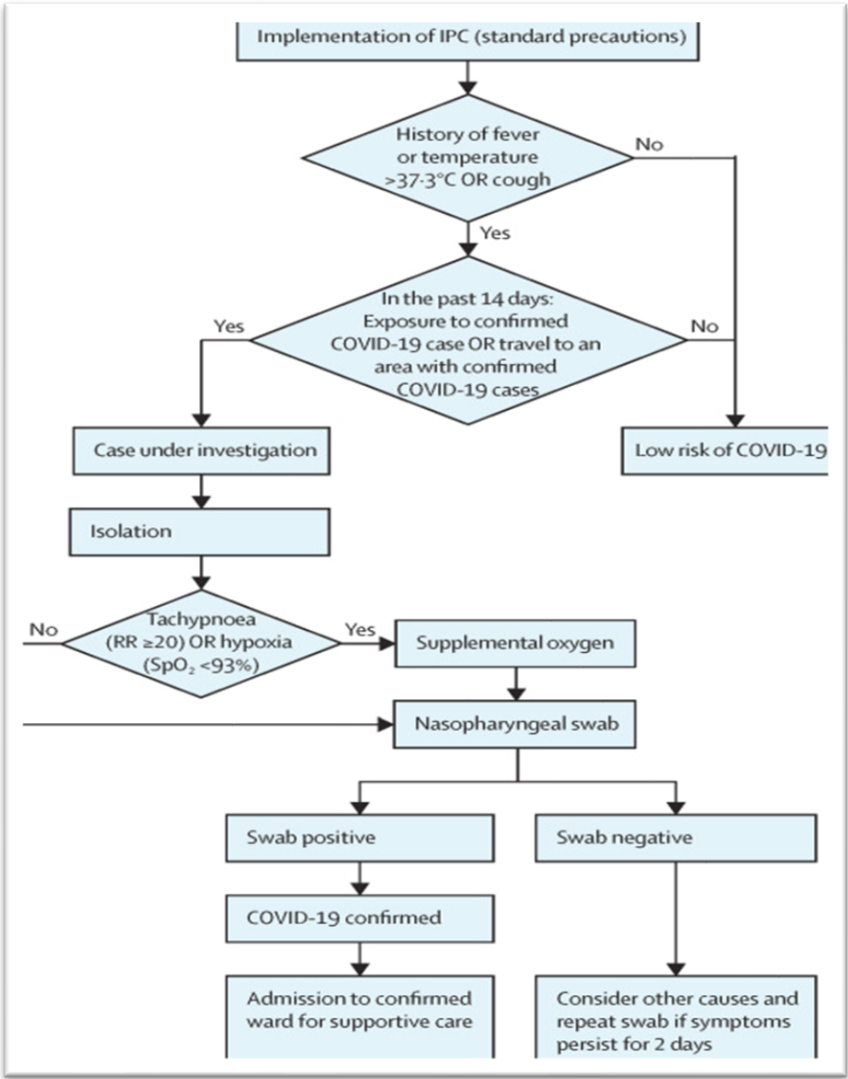 Implementation of IPC (standard precautions)
History of fever
or temperature
>37·3°C OR cough
No
Yes
In the past 14 days:
Exposure to confirmed
COVID-19 case OR travel to an
area with confirmed
COVID-19 cases
Yes
No
Case under investigation
Low risk of COVID-19
Isolation
Tachypnoea
(RR ≥20) OR hypoxia
(SpO₂ <93%)
No
Yes
Supplemental oxygen
Nasopharyngeal swab
Swab positive
Swab negative
COVID-19 confirmed
Admission to confirmed
ward for supportive care
Consider other causes and
repeat swab if symptoms
persist for 2 days